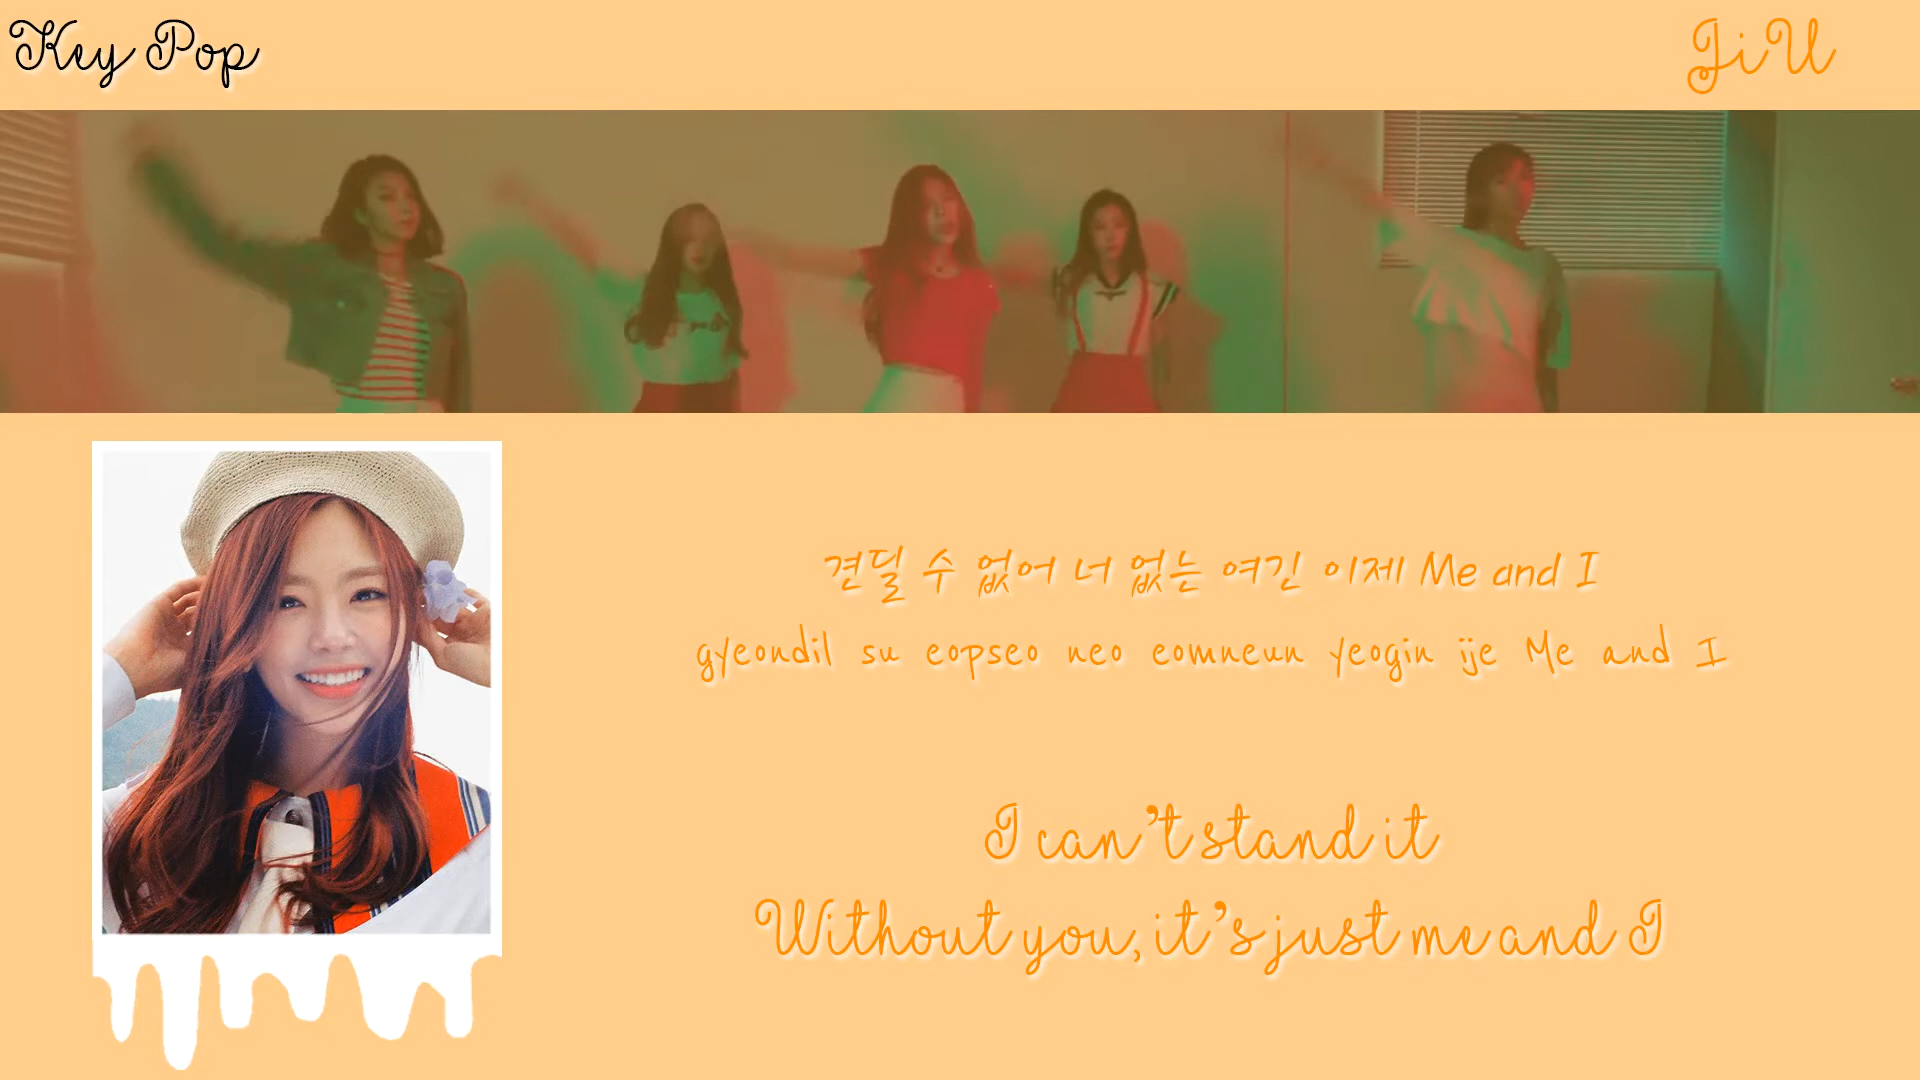 Key Pop
JiU
견딜 수 없어 너 없는 여긴 이제 Me and I
gyeondil su eopseo neo eomneun yeogin ije Me and I
I can't stand it
Without you, it's just me and I